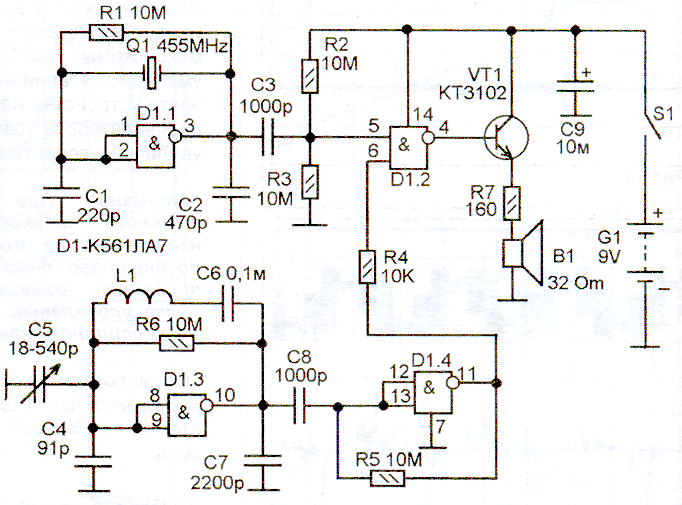 R1 10M
Q1 455MHz
R2
10M
VT1
KT3102
C3
1000p
D1.1
1
2
3
&
5
6
14
4
&
D1.2
+
C9
10м
S1
R3
10M
C1
220p
C2
470p
R7
160
D1-К561ЛА7
R4
10K
B1
32 Om
G1
9V
+
−
L1
C6 0,1м
C5
18-540p
R6 10M
C8
1000p
D1.3
8
9
10
&
D1.4
12
13
11
&
7
C4
91p
C7
2200p
R5 10M